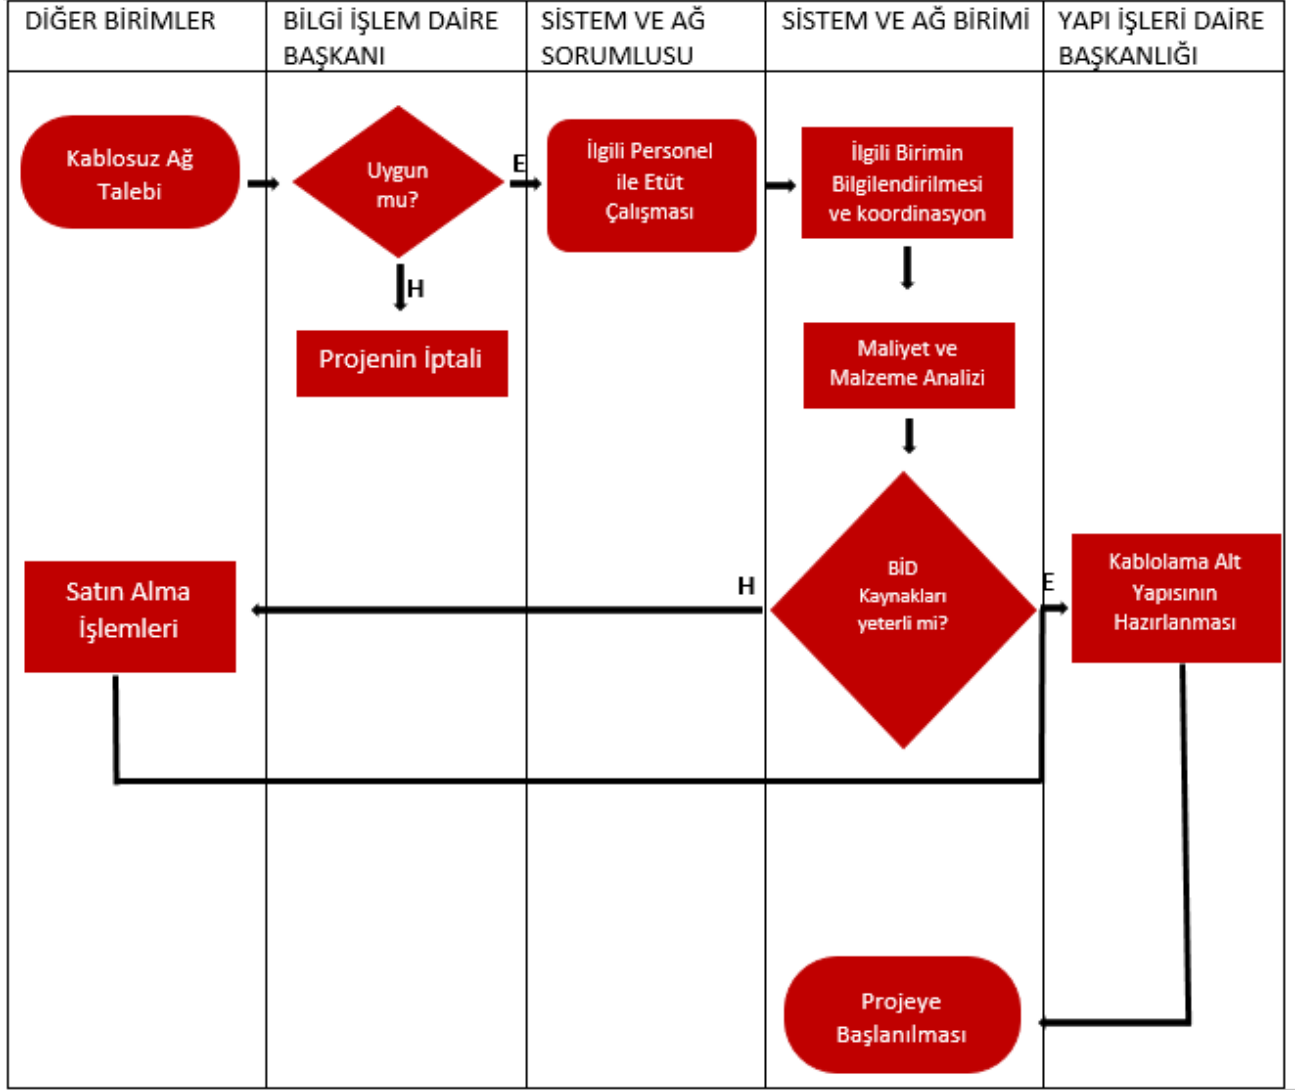 DİĞER BİRİMLER
BİLGİ İŞLEM DAİRE
BAŞKANI
SİSTEM VE AĞ
SORUMLUSU
SİSTEM VE AĞ BİRİMİ
YAPI İŞLERİ DAİRE
BAŞKANLIĞI
Kablosuz Ağ
Talebi
Uygun
mu?
E
İlgili Personel
ile Etüt
Çalışması
İlgili Birimin
Bilgilendirilmesi
ve koordinasyon
H
Projenin İptali
Maliyet ve
Malzeme Analizi
Satın Alma
İşlemleri
H
BİD
Kaynakları
yeterli mi?
E
Kablolama Alt
Yapısının
Hazırlanması
Projeye
Başlanılması